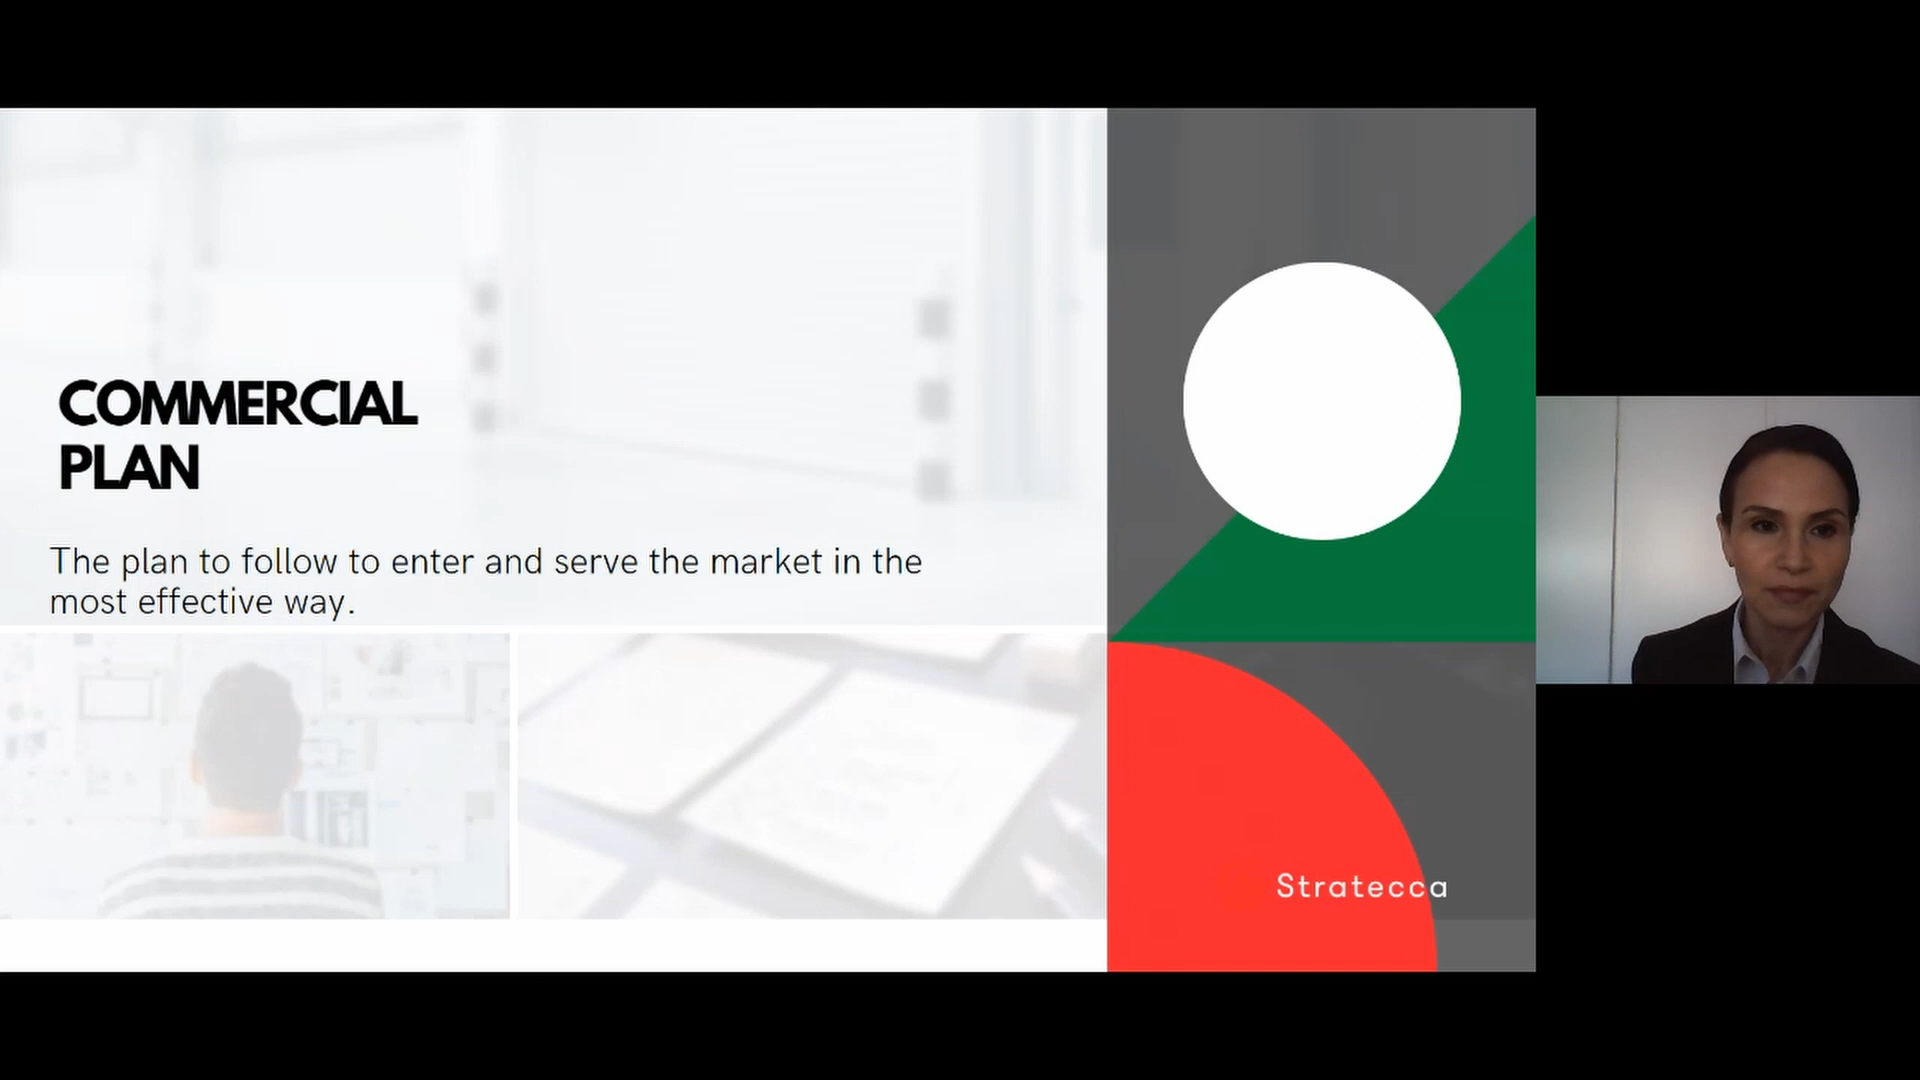 COMMERCIAL
PLAN
The plan to follow to enter and serve the market in the
most effective way.
Stratecca